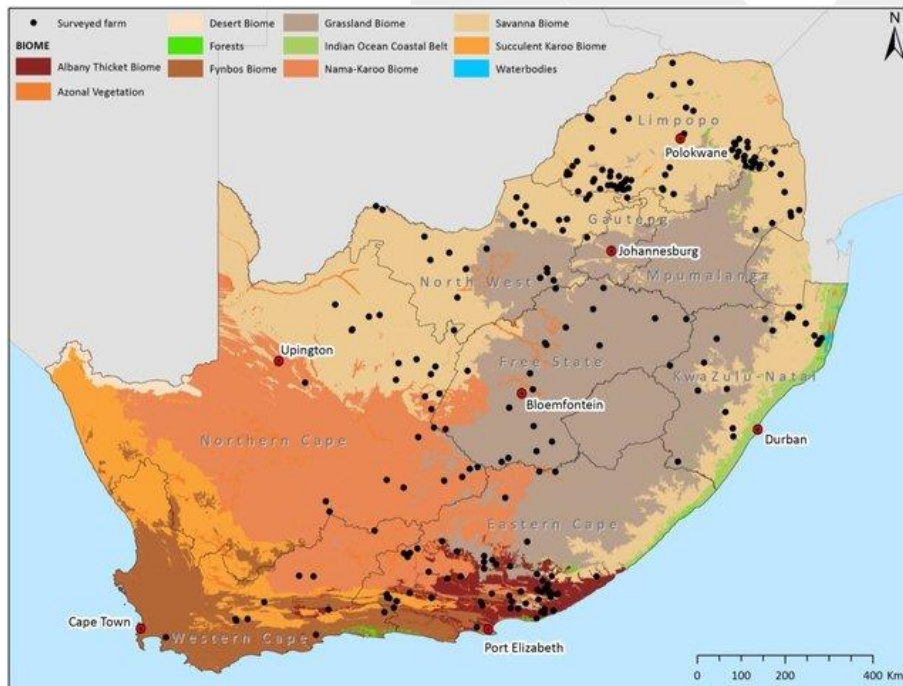 Surveyed farm
BIOME
Albany Thicket Biome
Azonal Vegetation
Desert Biome
Forests
Fynbos Biome
Grassland Biome
Indian Ocean Coastal Belt
Nama-Karoo Biome
Savanna Biome
Succulent Karoo Biome
Waterbodies
N
Limpopo
Polokwane
Gauteng
Johannesburg
Mpumalanga
North West
Upington
Free State
KwaZulu-Natal
Bloemfontein
Northern Cape
Durban
Eastern Cape
Cape Town
Western Cape
Port Elizabeth
0 100 200 400 Km